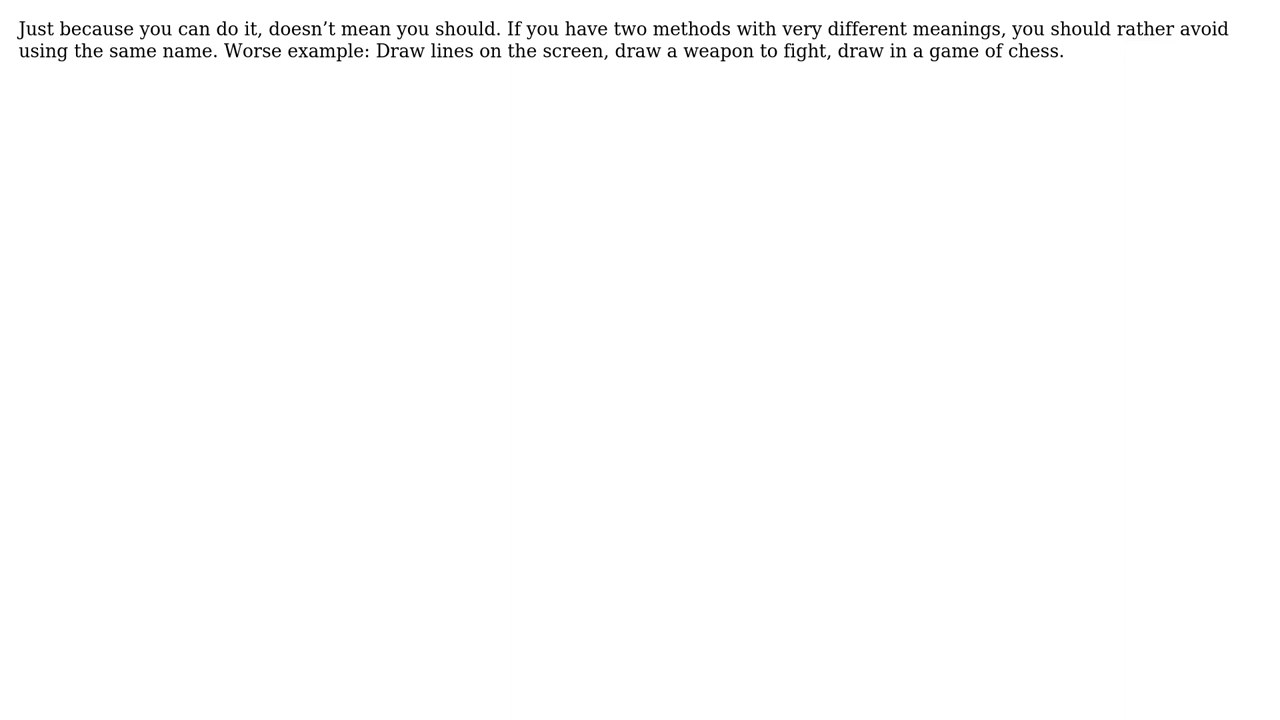 Just because you can do it, doesn’t mean you should. If you have two methods with very different meanings, you should rather avoid
using the same name. Worse example: Draw lines on the screen, draw a weapon to fight, draw in a game of chess.